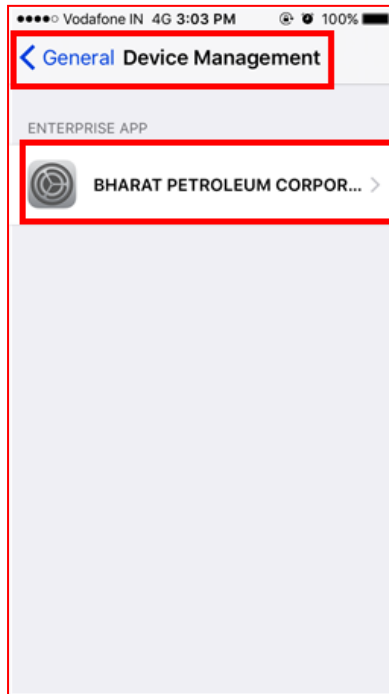 Vodafone IN 4G 3:03 PM 100%
General Device Management
ENTERPRISE APP
BHARAT PETROLEUM CORPOR...